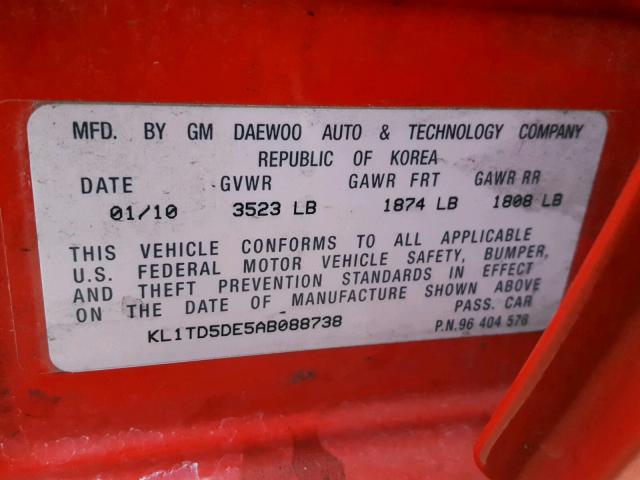 MFD. BY GM DAEWOO AUTO & TECHNOLOGY COMPANY
REPUBLIC OF KOREA
DATE GVWR GAWR FRT GAWR RR
01/10 3523 LB 1874 LB 1808 LB
THIS VEHICLE CONFORMS TO ALL APPLICABLE
U.S. FEDERAL MOTOR VEHICLE SAFETY, BUMPER,
AND THEFT PREVENTION STANDARDS IN EFFECT
ON THE DATE OF MANUFACTURE SHOWN ABOVE
PASS. CAR
KL1TD5DE5AB088738 P.N.96 404 578